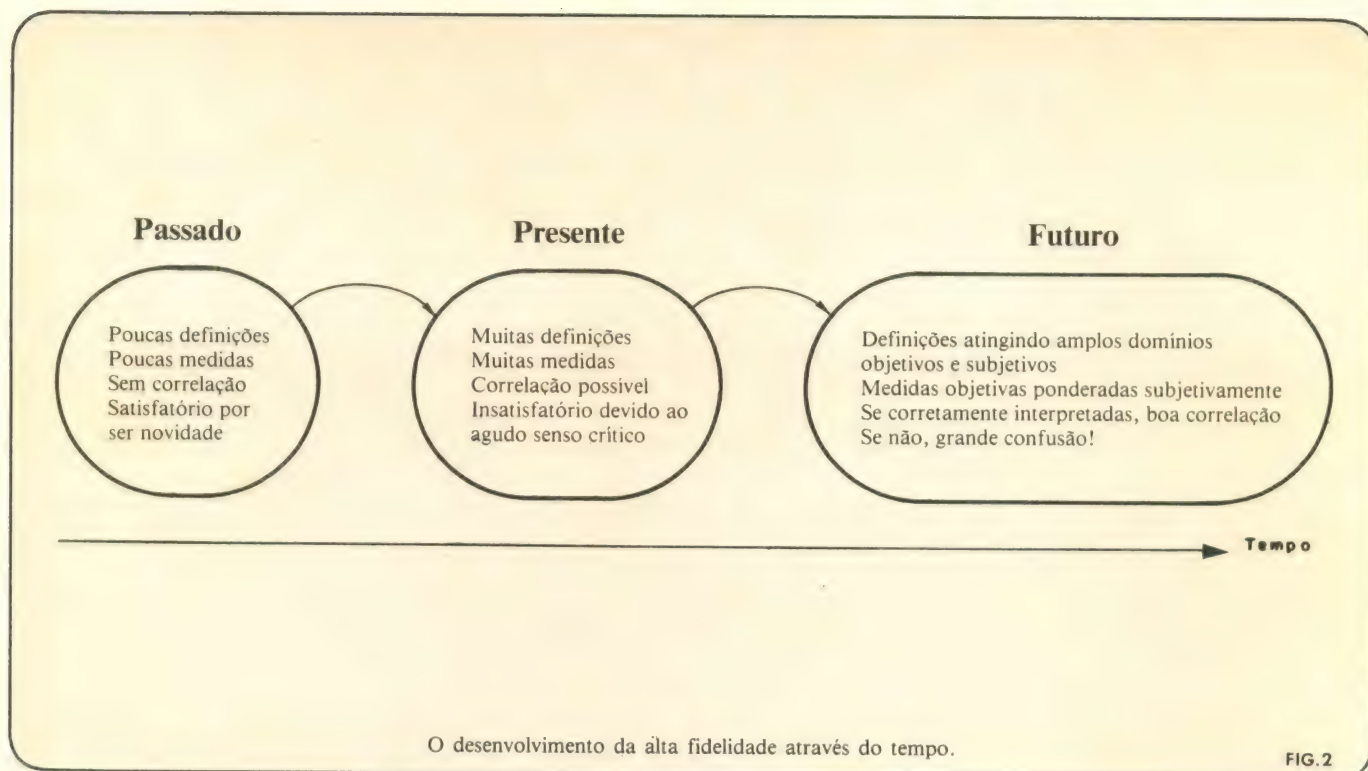 Passado
Poucas definições
Poucas medidas
Sem correlação
Satisfatório por
ser novidade
Presente
Muitas definições
Muitas medidas
Correlação possivel
Insatisfatório devido ao
agudo senso crítico
Futuro
Definições atingindo amplos domínios
objetivos e subjetivos
Medidas objetivas ponderadas subjetivamente
Se corretamente interpretadas, boa correlação
Se não, grande confusão!
Tempo
O desenvolvimento da alta fidelidade através do tempo.
FIG.2